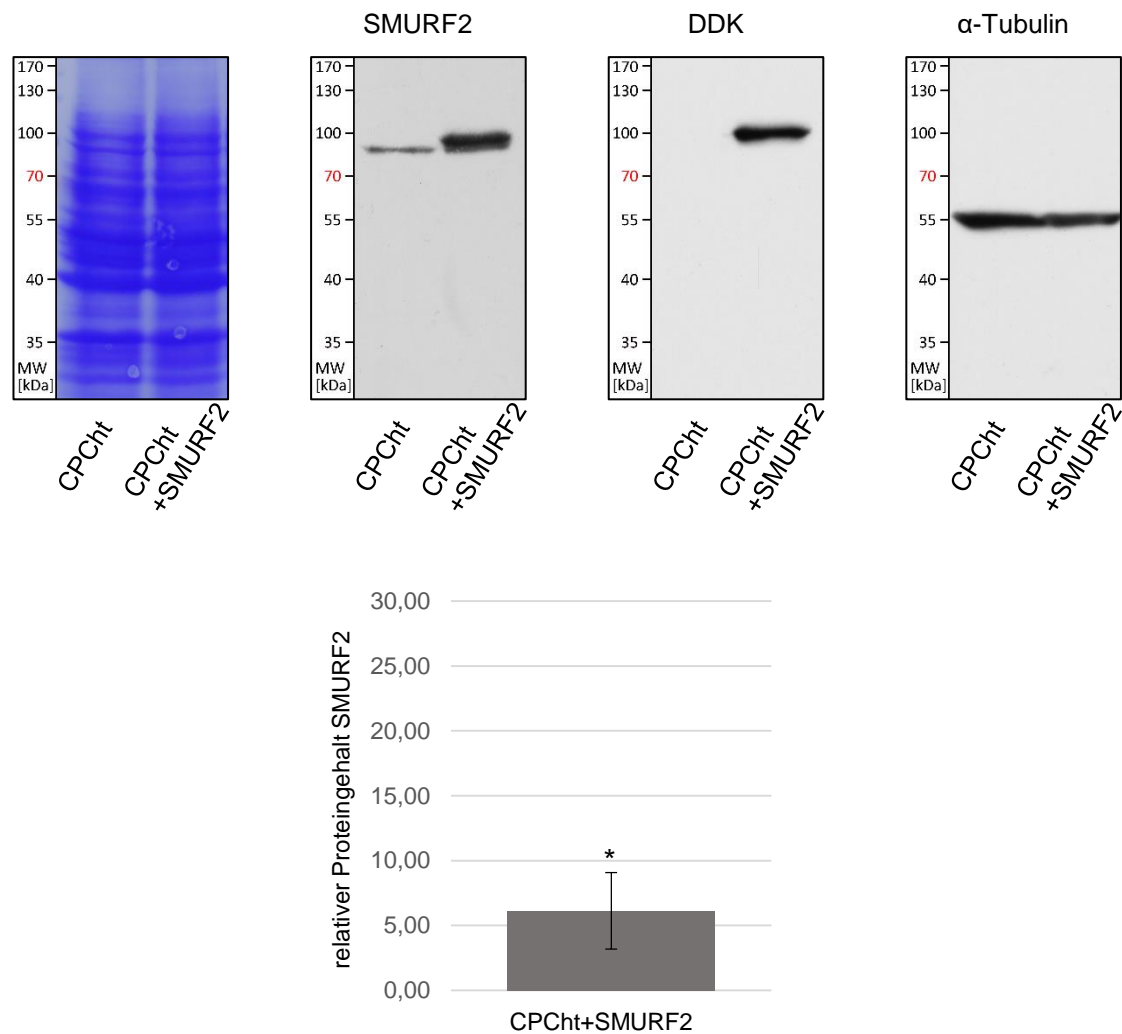 SMURF2
DDK
α-Tubulin
170
130
100
70
55
40
35
MW
[kDa]
CPCht
CPCht
+SMURF2
170
130
100
70
55
40
35
MW
[kDa]
CPCht
CPCht
+SMURF2
170
130
100
70
55
40
35
MW
[kDa]
CPCht
CPCht
+SMURF2
170
130
100
70
55
40
35
MW
[kDa]
CPCht
CPCht
+SMURF2
relativer Proteingehalt SMURF2
30,00
25,00
20,00
15,00
10,00
5,00
0,00
*
CPCht+SMURF2